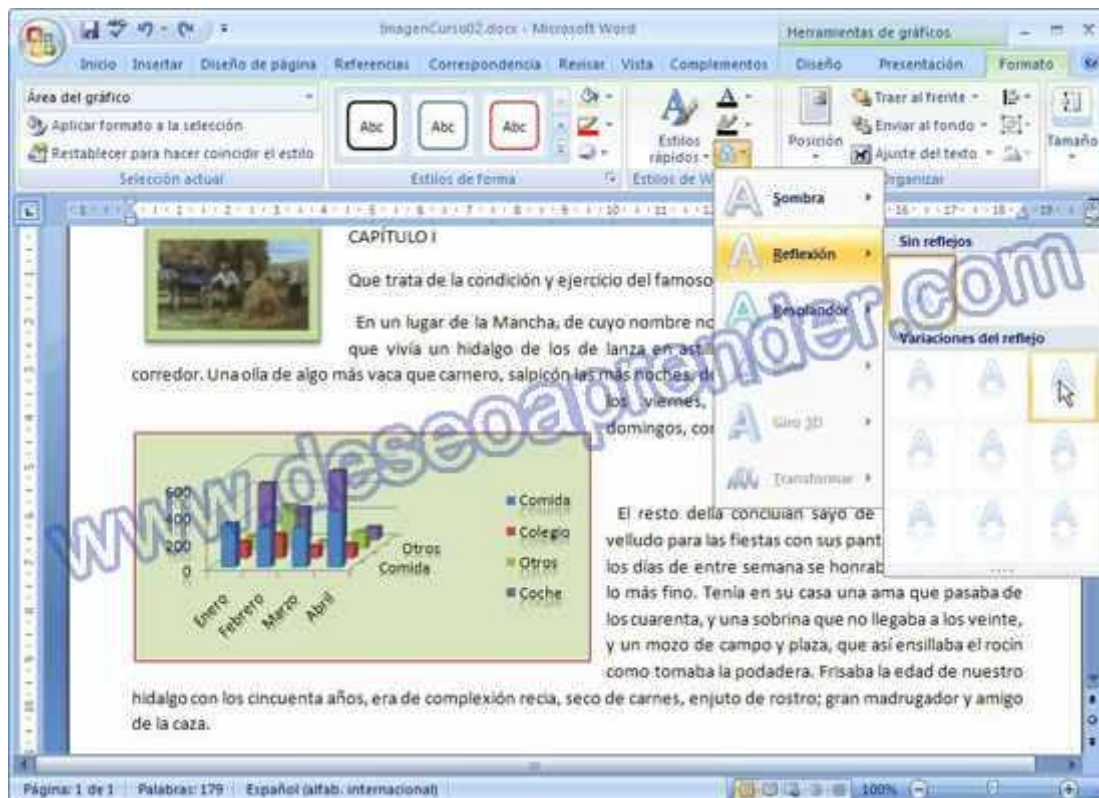 ImagenCurso02.docx - Microsoft Word
Herramientas de gráficos
Inicio Insertar Diseño de página Referencias Correspondencia Revisar Vista Complementos Diseño Presentación Formato
Área del gráfico
Aplicar formato a la selección
Restablecer para hacer coincidir el estilo
Selección actual
Abc Abc Abc
Estilos de forma
Estilos rápidos
Estilos de W
Posición
Traer al frente
Enviar al fondo
Ajuste del texto
Organizar
Tamaño
Sombra
Reflexión
Resplandor
Giro 3D
Transformar
Sin reflejos
Variaciones del reflejo
CAPÍTULO I
Que trata de la condición y ejercicio del famoso
En un lugar de la Mancha, de cuyo nombre no
que vivía un hidalgo de los de lanza en astil
corredor. Una olla de algo más vaca que carnero, salpicón las más noches, d
los viernes,
domingos, con
600
400
200
0
Enero
Febrero
Marzo
Abril
Otros
Comida
Comida
Colegio
Otros
Coche
El resto della concluían sayo de
velludo para las fiestas con sus pant
los días de entre semana se honrab
lo más fino. Tenía en su casa una ama que pasaba de
los cuarenta, y una sobrina que no llegaba a los veinte,
y un mozo de campo y plaza, que así ensillaba el rocín
como tomaba la podadera. Frisaba la edad de nuestro
hidalgo con los cincuenta años, era de complexión recia, seco de carnes, enjuto de rostro; gran madrugador y amigo
de la caza.
www.deseoaprender.com
Página: 1 de 1 Palabras: 179 Español (alfab. internacional) 100%